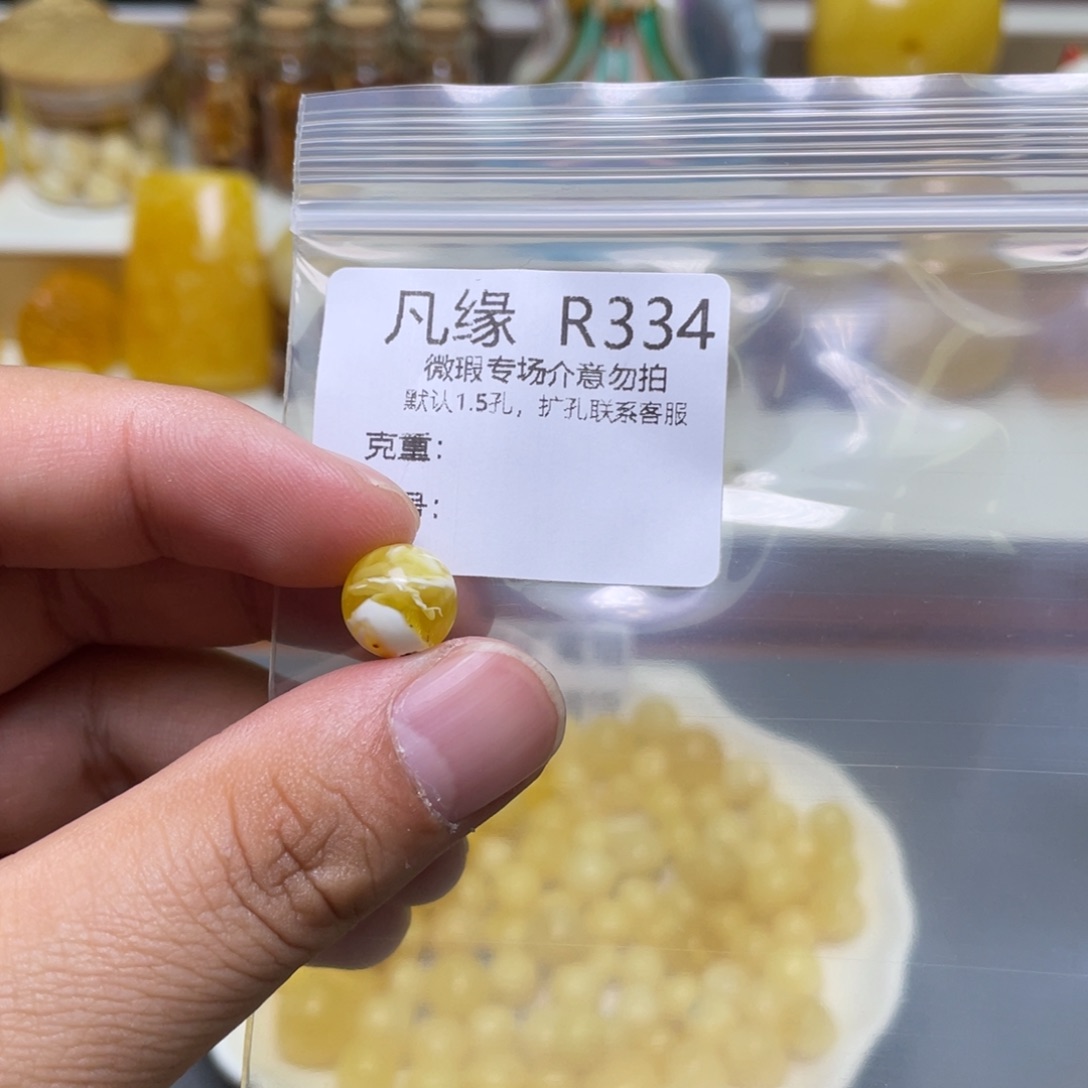 凡缘 R334
微瑕专场介意勿拍
默认1.5孔，扩孔联系客服
克重：
号：